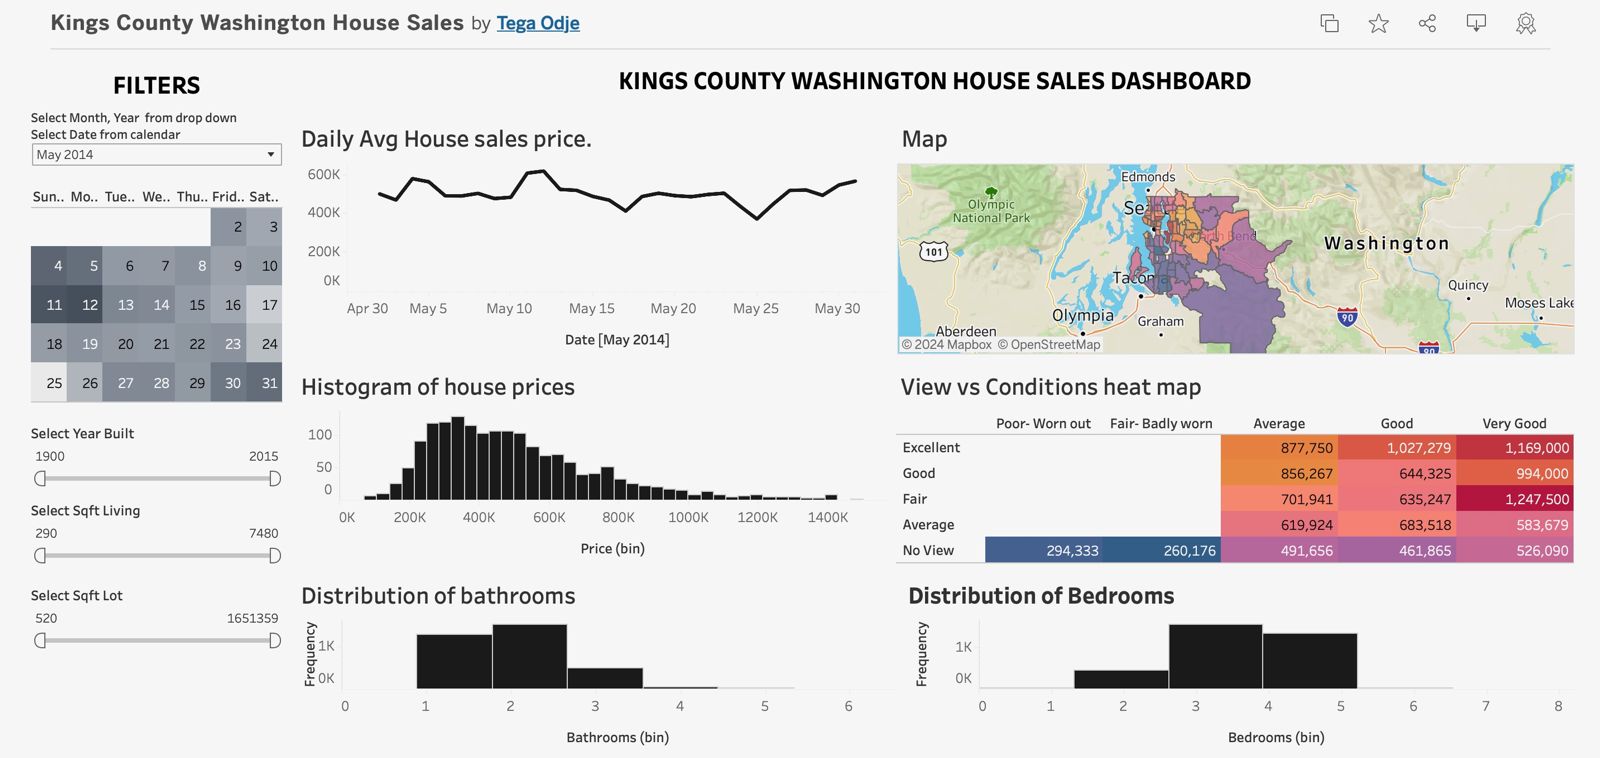 Kings County Washington House Sales by Tega Odje
FILTERS
KINGS COUNTY WASHINGTON HOUSE SALES DASHBOARD
Select Month, Year from drop down
Select Date from calendar
May 2014
Sun.. Mo.. Tue.. We.. Thu.. Frid.. Sat..
2 3
4 5 6 7 8 9 10
11 12 13 14 15 16 17
18 19 20 21 22 23 24
25 26 27 28 29 30 31
Select Year Built
1900 2015
Select Sqft Living
290 7480
Select Sqft Lot
520 1651359
Daily Avg House sales price.
600K
400K
200K
0K
Apr 30 May 5 May 10 May 15 May 20 May 25 May 30
Date [May 2014]
Map
Edmonds
Olympic
National Park
101
Washington
Tacoma
Quincy
Moses Lake
Olympia
Graham
90
Aberdeen
© 2024 Mapbox © OpenStreetMap
90
Histogram of house prices
100
50
0
0K 200K 400K 600K 800K 1000K 1200K 1400K
Price (bin)
View vs Conditions heat map
Poor- Worn out Fair- Badly worn Average Good Very Good
Excellent 877,750 1,027,279 1,169,000
Good 856,267 644,325 994,000
Fair 701,941 635,247 1,247,500
Average 619,924 683,518 583,679
No View 294,333 260,176 491,656 461,865 526,090
Distribution of bathrooms
Frequency
1K
0K
0 1 2 3 4 5 6
Bathrooms (bin)
Distribution of Bedrooms
Frequency
1K
0K
0 1 2 3 4 5 6 7 8
Bedrooms (bin)